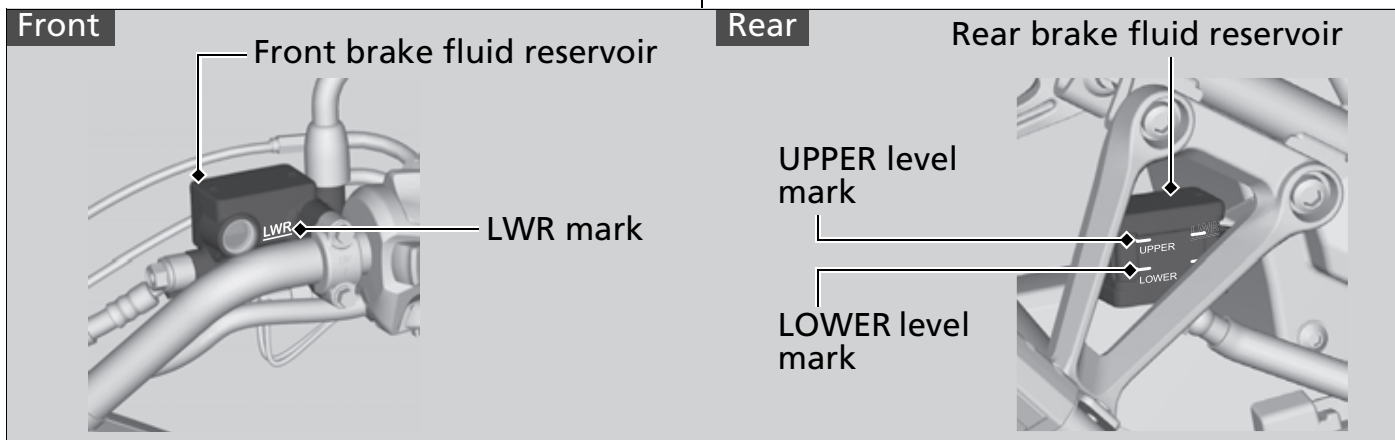 Front
Front brake fluid reservoir
LWR
LWR mark
Rear
Rear brake fluid reservoir
UPPER level
mark
UPPER
LOWER
LOWER level
mark